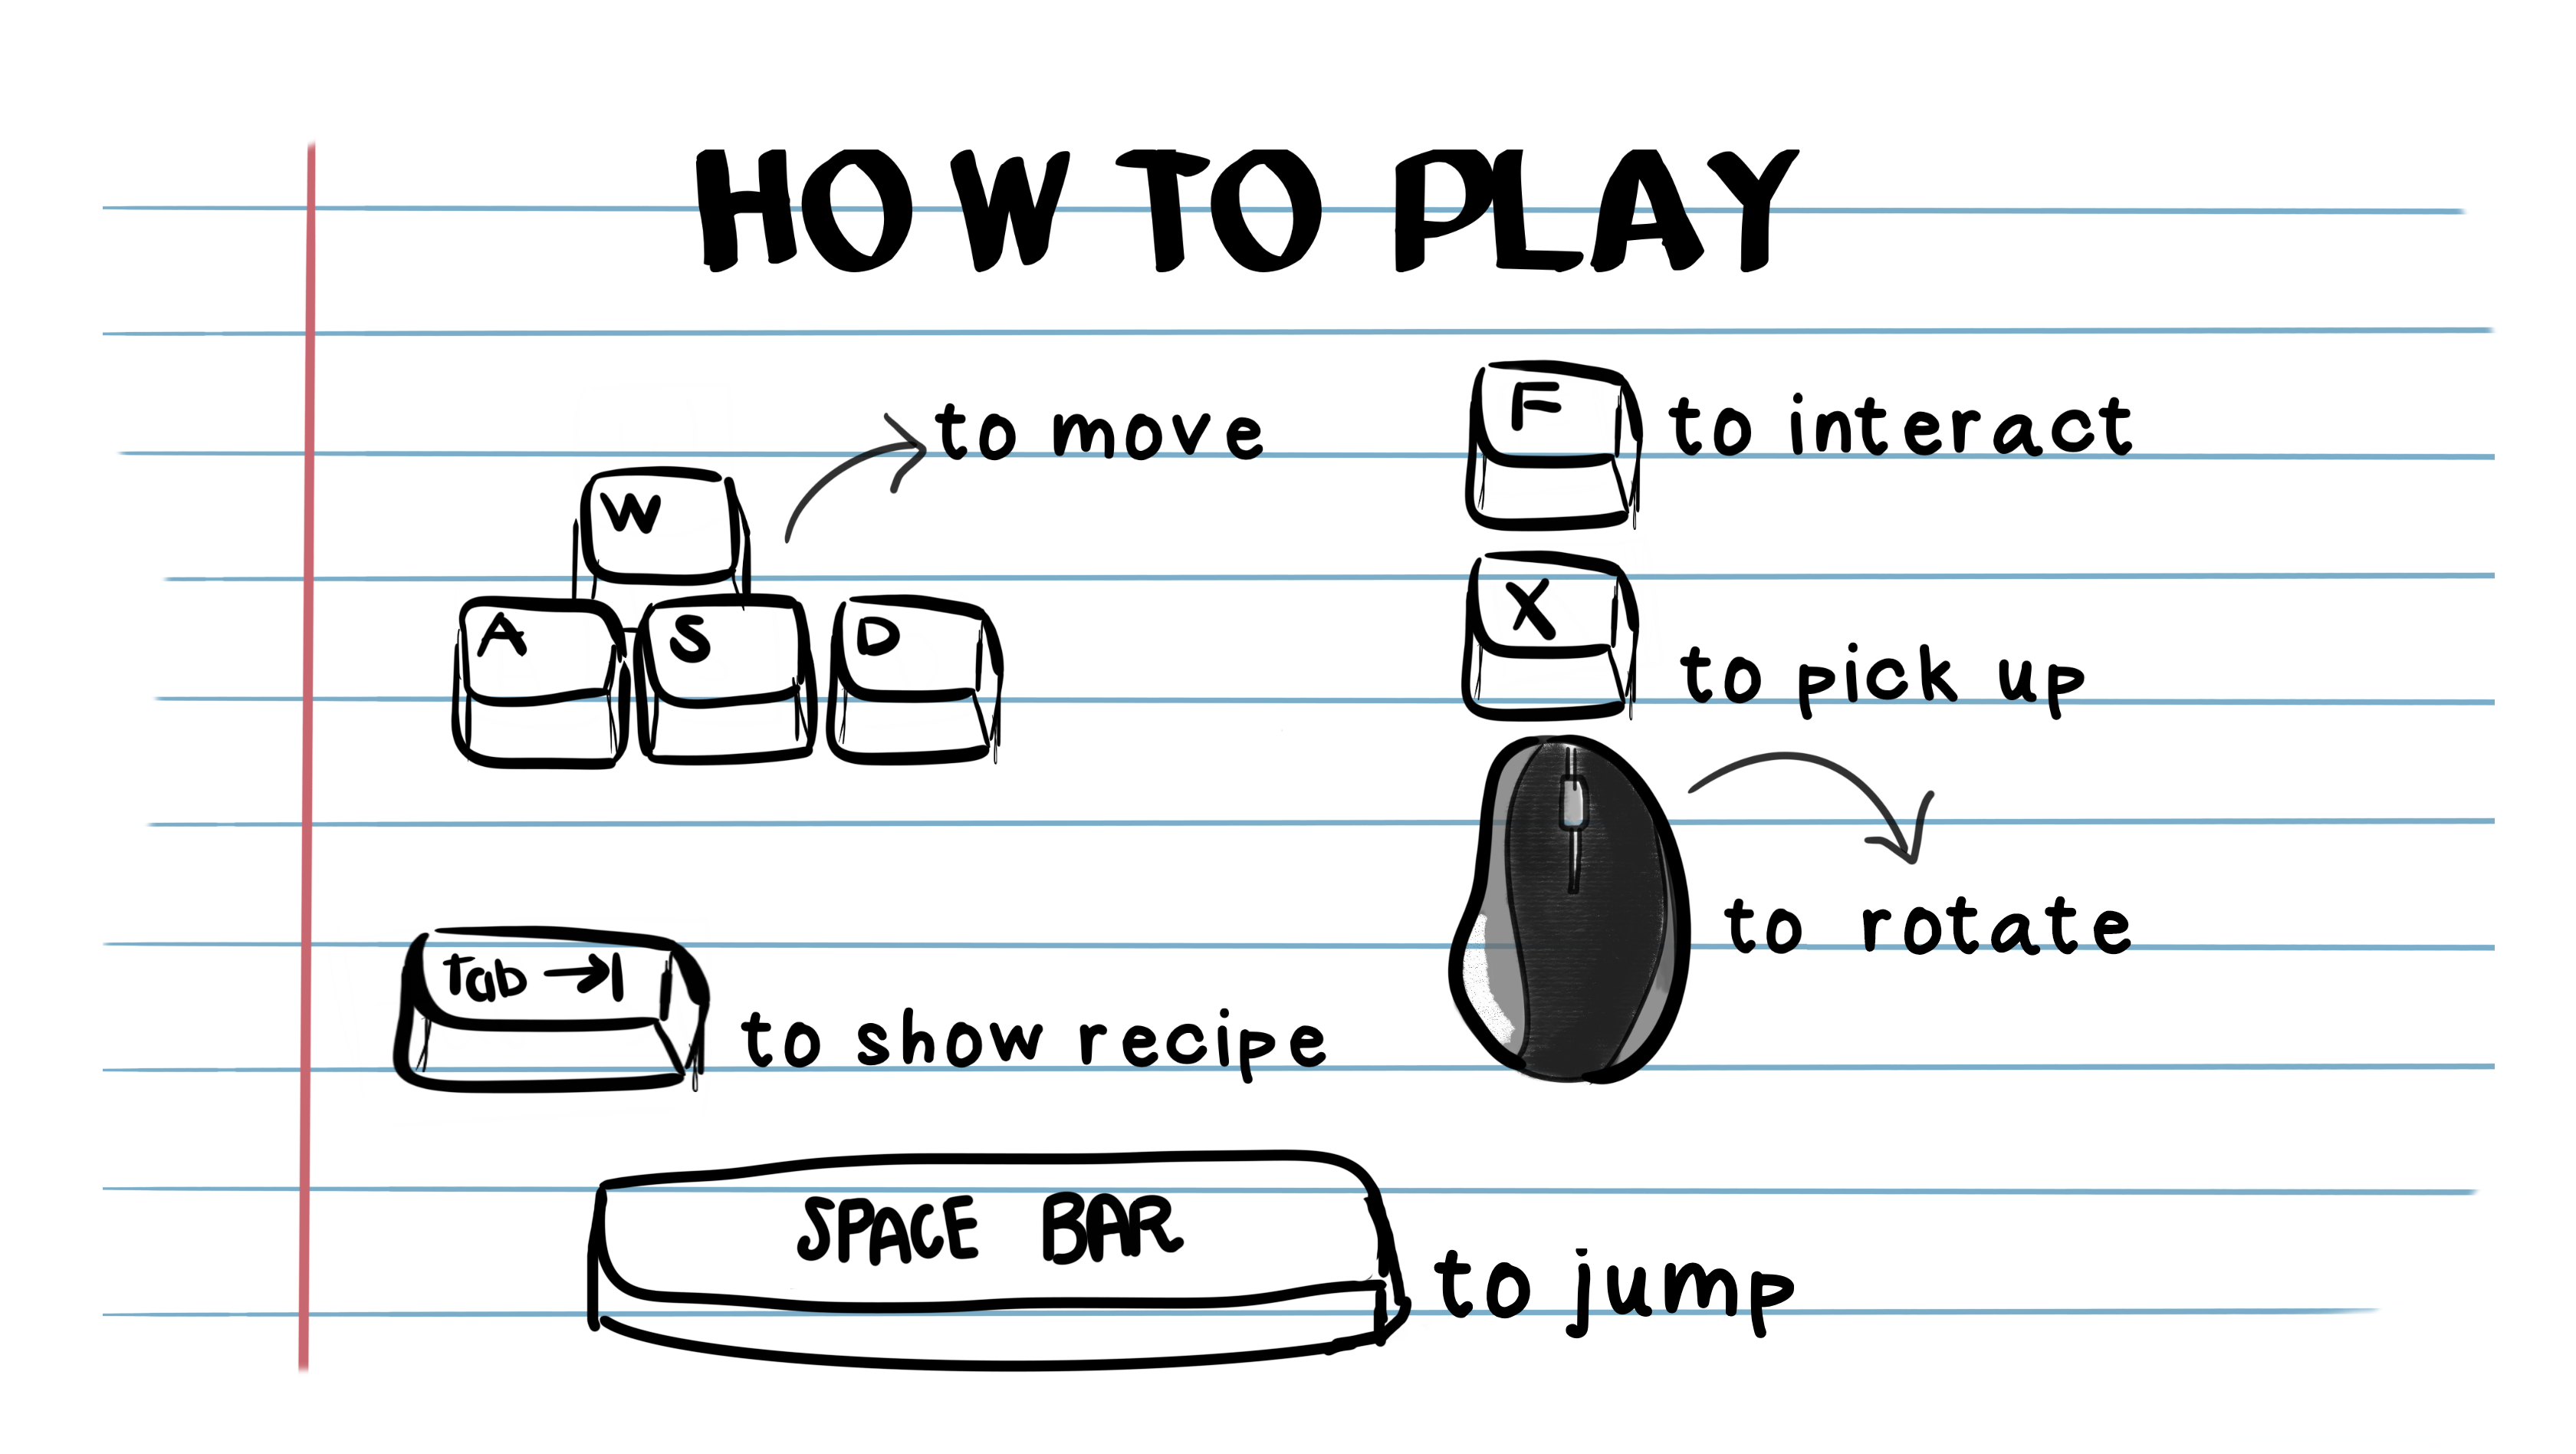 HOW TO PLAY
to move
W
A S D
F to interact
X to pick up
to rotate
Tab →| to show recipe
SPACE BAR to jump